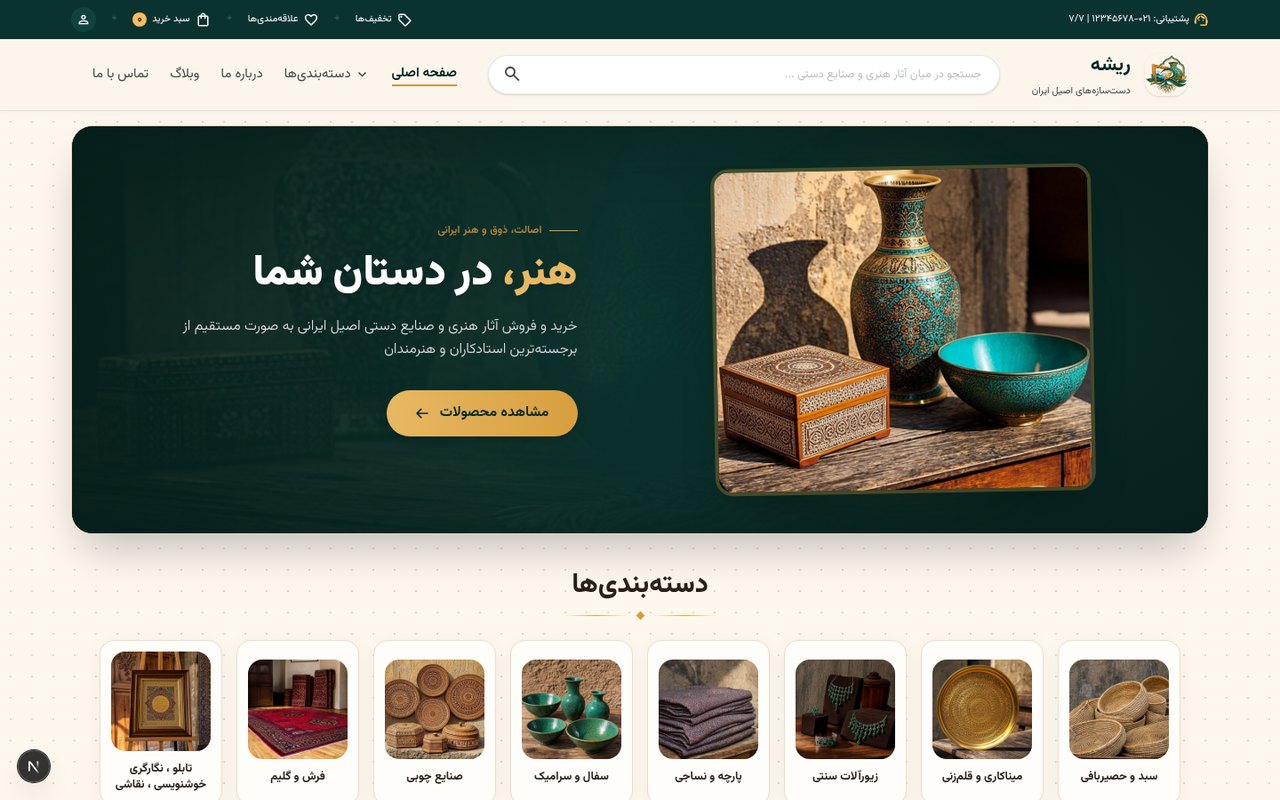 پشتیبانی: ۰۲۱-۱۲۳۴۵۶۷۸ | ۷/۷
تخفیف‌ها
علاقه‌مندی‌ها
سبد خرید
۰
ریشه
دست‌سازه‌های اصیل ایران
جستجو در میان آثار هنری و صنایع دستی ...
صفحه اصلی
دسته‌بندی‌ها
درباره ما
وبلاگ
تماس با ما
اصالت، ذوق و هنر ایرانی
هنر، در دستان شما
خرید و فروش آثار هنری و صنایع دستی اصیل ایرانی به صورت مستقیم از
برجسته‌ترین استادکاران و هنرمندان
مشاهده محصولات
دسته‌بندی‌ها
سبد و حصیربافی
میناکاری و قلم‌زنی
زیورآلات سنتی
پارچه و نساجی
سفال و سرامیک
صنایع چوبی
فرش و گلیم
تابلو ، نگارگری
خوشنویسی ، نقاشی
N